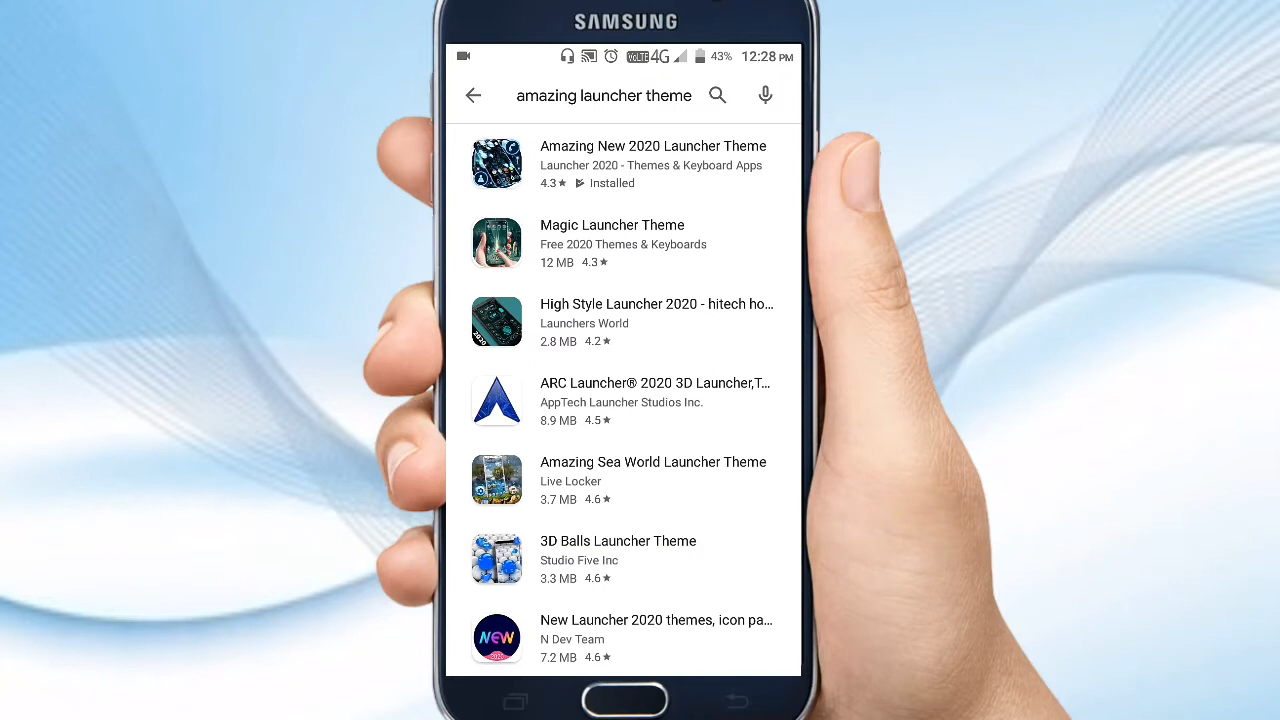 SAMSUNG
VoLTE 4G 43% 12:28 PM
amazing launcher theme
Amazing New 2020 Launcher Theme
Launcher 2020 - Themes & Keyboard Apps
4.3★ Installed
Magic Launcher Theme
Free 2020 Themes & Keyboards
12 MB 4.3★
High Style Launcher 2020 - hitech ho...
Launchers World
2.8 MB 4.2★
2020
ARC Launcher® 2020 3D Launcher,T...
AppTech Launcher Studios Inc.
8.9 MB 4.5★
Amazing Sea World Launcher Theme
Live Locker
3.7 MB 4.6★
3D Balls Launcher Theme
Studio Five Inc
3.3 MB 4.6★
New Launcher 2020 themes, icon pa...
NEW
N Dev Team
2020
7.2 MB 4.6★